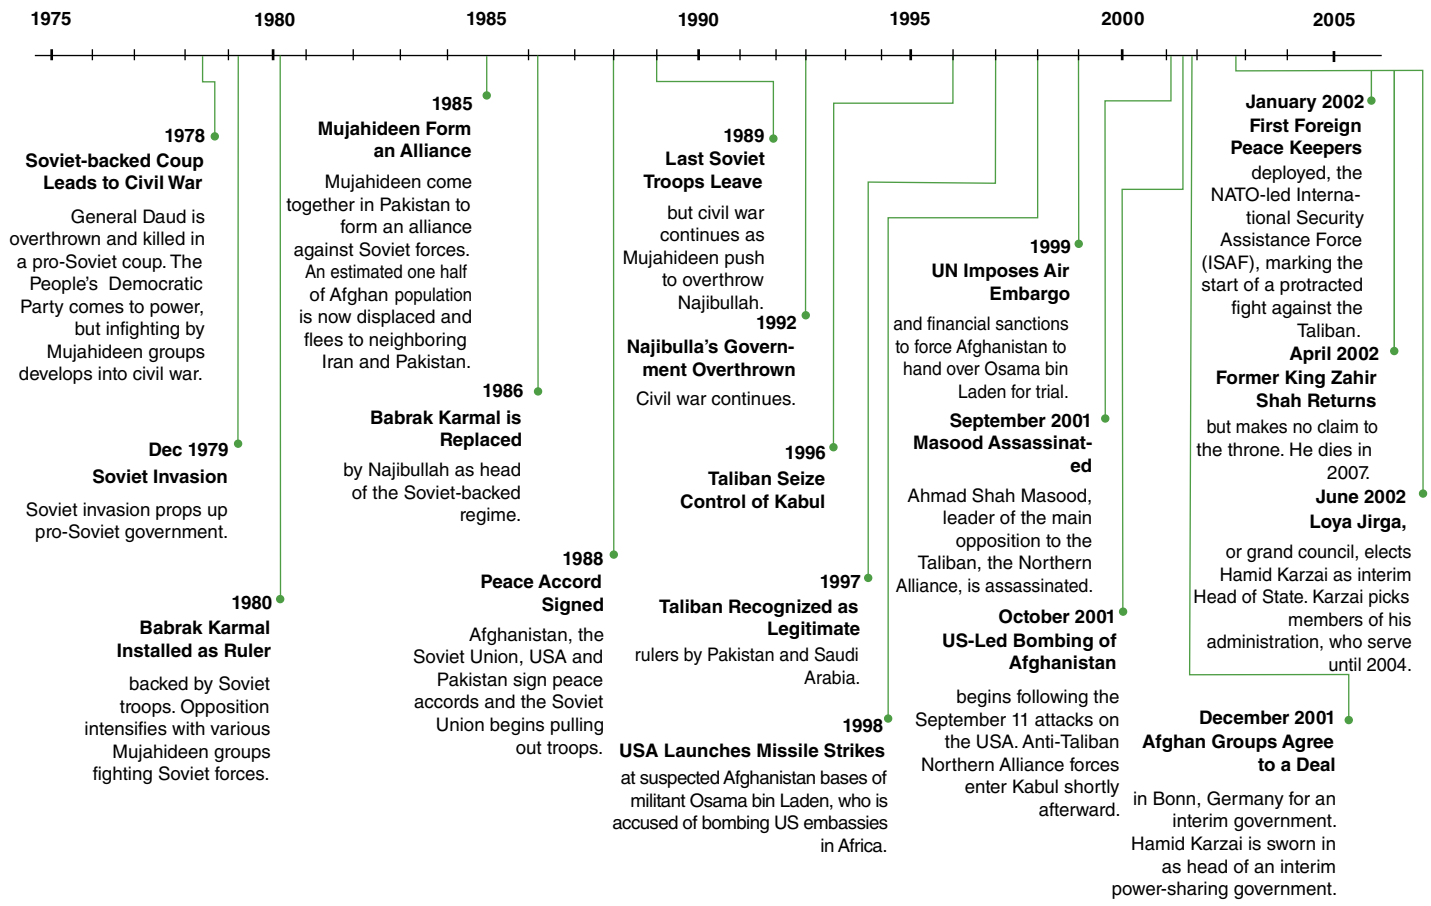 1975
1980
1985
1990
1995
2000
2005
1978
Soviet-backed Coup
Leads to Civil War
General Daud is
overthrown and killed in
a pro-Soviet coup. The
People's Democratic
Party comes to power,
but infighting by
Mujahideen groups
develops into civil war.
Dec 1979
Soviet Invasion
Soviet invasion props up
pro-Soviet government.
1980
Babrak Karmal
Installed as Ruler
backed by Soviet
troops. Opposition
intensifies with various
Mujahideen groups
fighting Soviet forces.
1985
Mujahideen Form
an Alliance
Mujahideen come
together in Pakistan to
form an alliance
against Soviet forces.
An estimated one half
of Afghan population
is now displaced and
flees to neighboring
Iran and Pakistan.
1986
Babrak Karmal is
Replaced
by Najibullah as head
of the Soviet-backed
regime.
1988
Peace Accord
Signed
Afghanistan, the
Soviet Union, USA and
Pakistan sign peace
accords and the Soviet
Union begins pulling
out troops.
1989
Last Soviet
Troops Leave
but civil war
continues as
Mujahideen push
to overthrow
Najibullah.
1992
Najibulla's Govern-
ment Overthrown
Civil war continues.
1996
Taliban Seize
Control of Kabul
1997
Taliban Recognized as
Legitimate
rulers by Pakistan and Saudi
Arabia.
1998
USA Launches Missile Strikes
at suspected Afghanistan bases of
militant Osama bin Laden, who is
accused of bombing US embassies
in Africa.
1999
UN Imposes Air
Embargo
and financial sanctions
to force Afghanistan to
hand over Osama bin
Laden for trial.
September 2001
Masood Assassinat-
ed
Ahmad Shah Masood,
leader of the main
opposition to the
Taliban, the Northern
Alliance, is assassinated.
October 2001
US-Led Bombing of
Afghanistan
begins following the
September 11 attacks on
the USA. Anti-Taliban
Northern Alliance forces
enter Kabul shortly
afterward.
December 2001
Afghan Groups Agree
to a Deal
in Bonn, Germany for an
interim government.
Hamid Karzai is sworn in
as head of an interim
power-sharing government.
January 2002
First Foreign
Peace Keepers
deployed, the
NATO-led Interna-
tional Security
Assistance Force
(ISAF), marking the
start of a protracted
fight against the
Taliban.
April 2002
Former King Zahir
Shah Returns
but makes no claim to
the throne. He dies in
2007.
June 2002
Loya Jirga,
or grand council, elects
Hamid Karzai as interim
Head of State. Karzai picks
members of his
administration, who serve
until 2004.